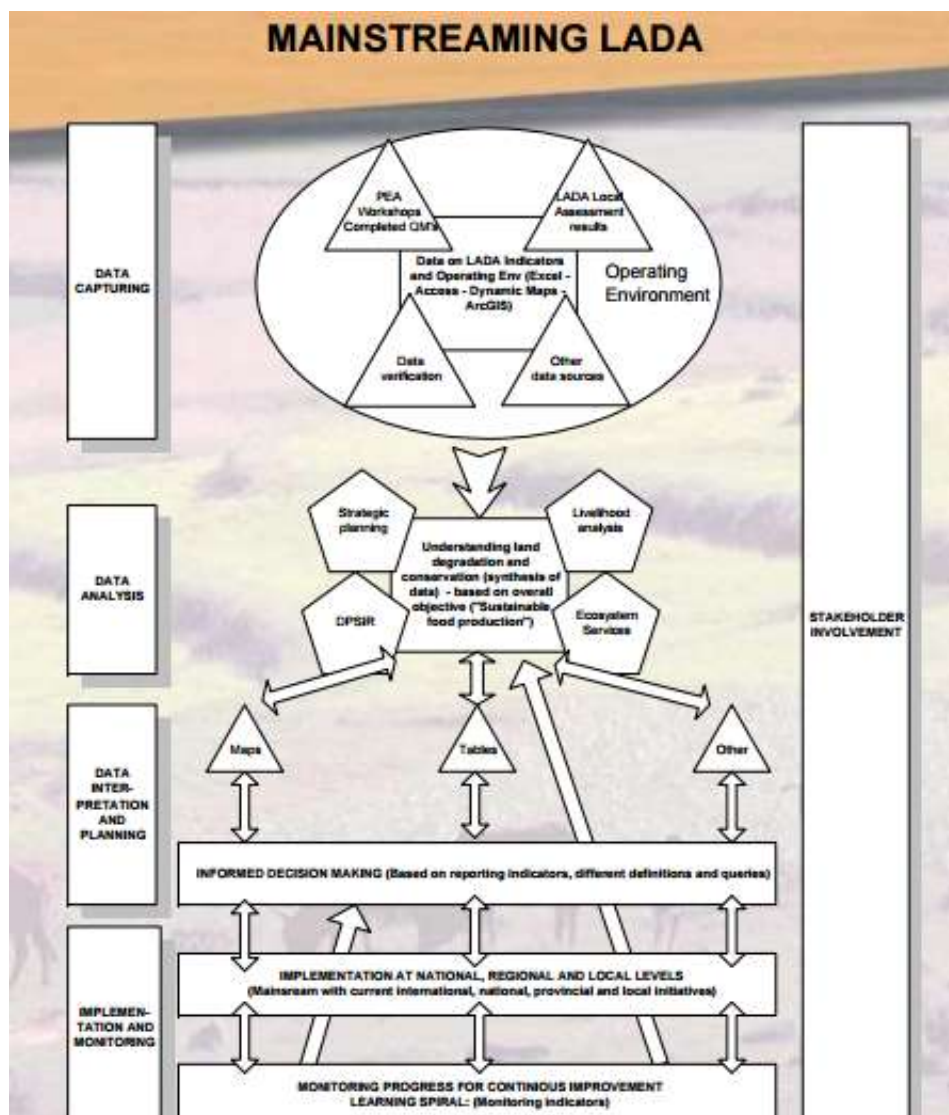 MAINSTREAMING LADA
DATA
CAPTURING
PEA
Workshops
Completed QM's
LADA Local
Assessment
results
Data on LADA Indicators
and Operating Env (Excel -
Access - Dynamic Maps -
ArcGIS)
Operating
Environment
Data
verification
Other
data sources
DATA
ANALYSIS
Strategic
planning
Livelihood
analysis
Understanding land
degradation and
conservation (synthesis of
data) - based on overall
objective ("Sustainable
food production")
DPSIR
Ecosystem
Services
STAKEHOLDER
INVOLVEMENT
DATA
INTER-
PRETATION
AND
PLANNING
Maps
Tables
Other
INFORMED DECISION MAKING (Based on reporting indicators, different definitions and queries)
IMPLEMEN-
TATION AND
MONITORING
IMPLEMENTATION AT NATIONAL, REGIONAL AND LOCAL LEVELS
(Mainsream with current international, national, provincial and local initiatives)
MONITORING PROGRESS FOR CONTINIOUS IMPROVEMENT
LEARNING SPIRAL: (Monitoring indicators)